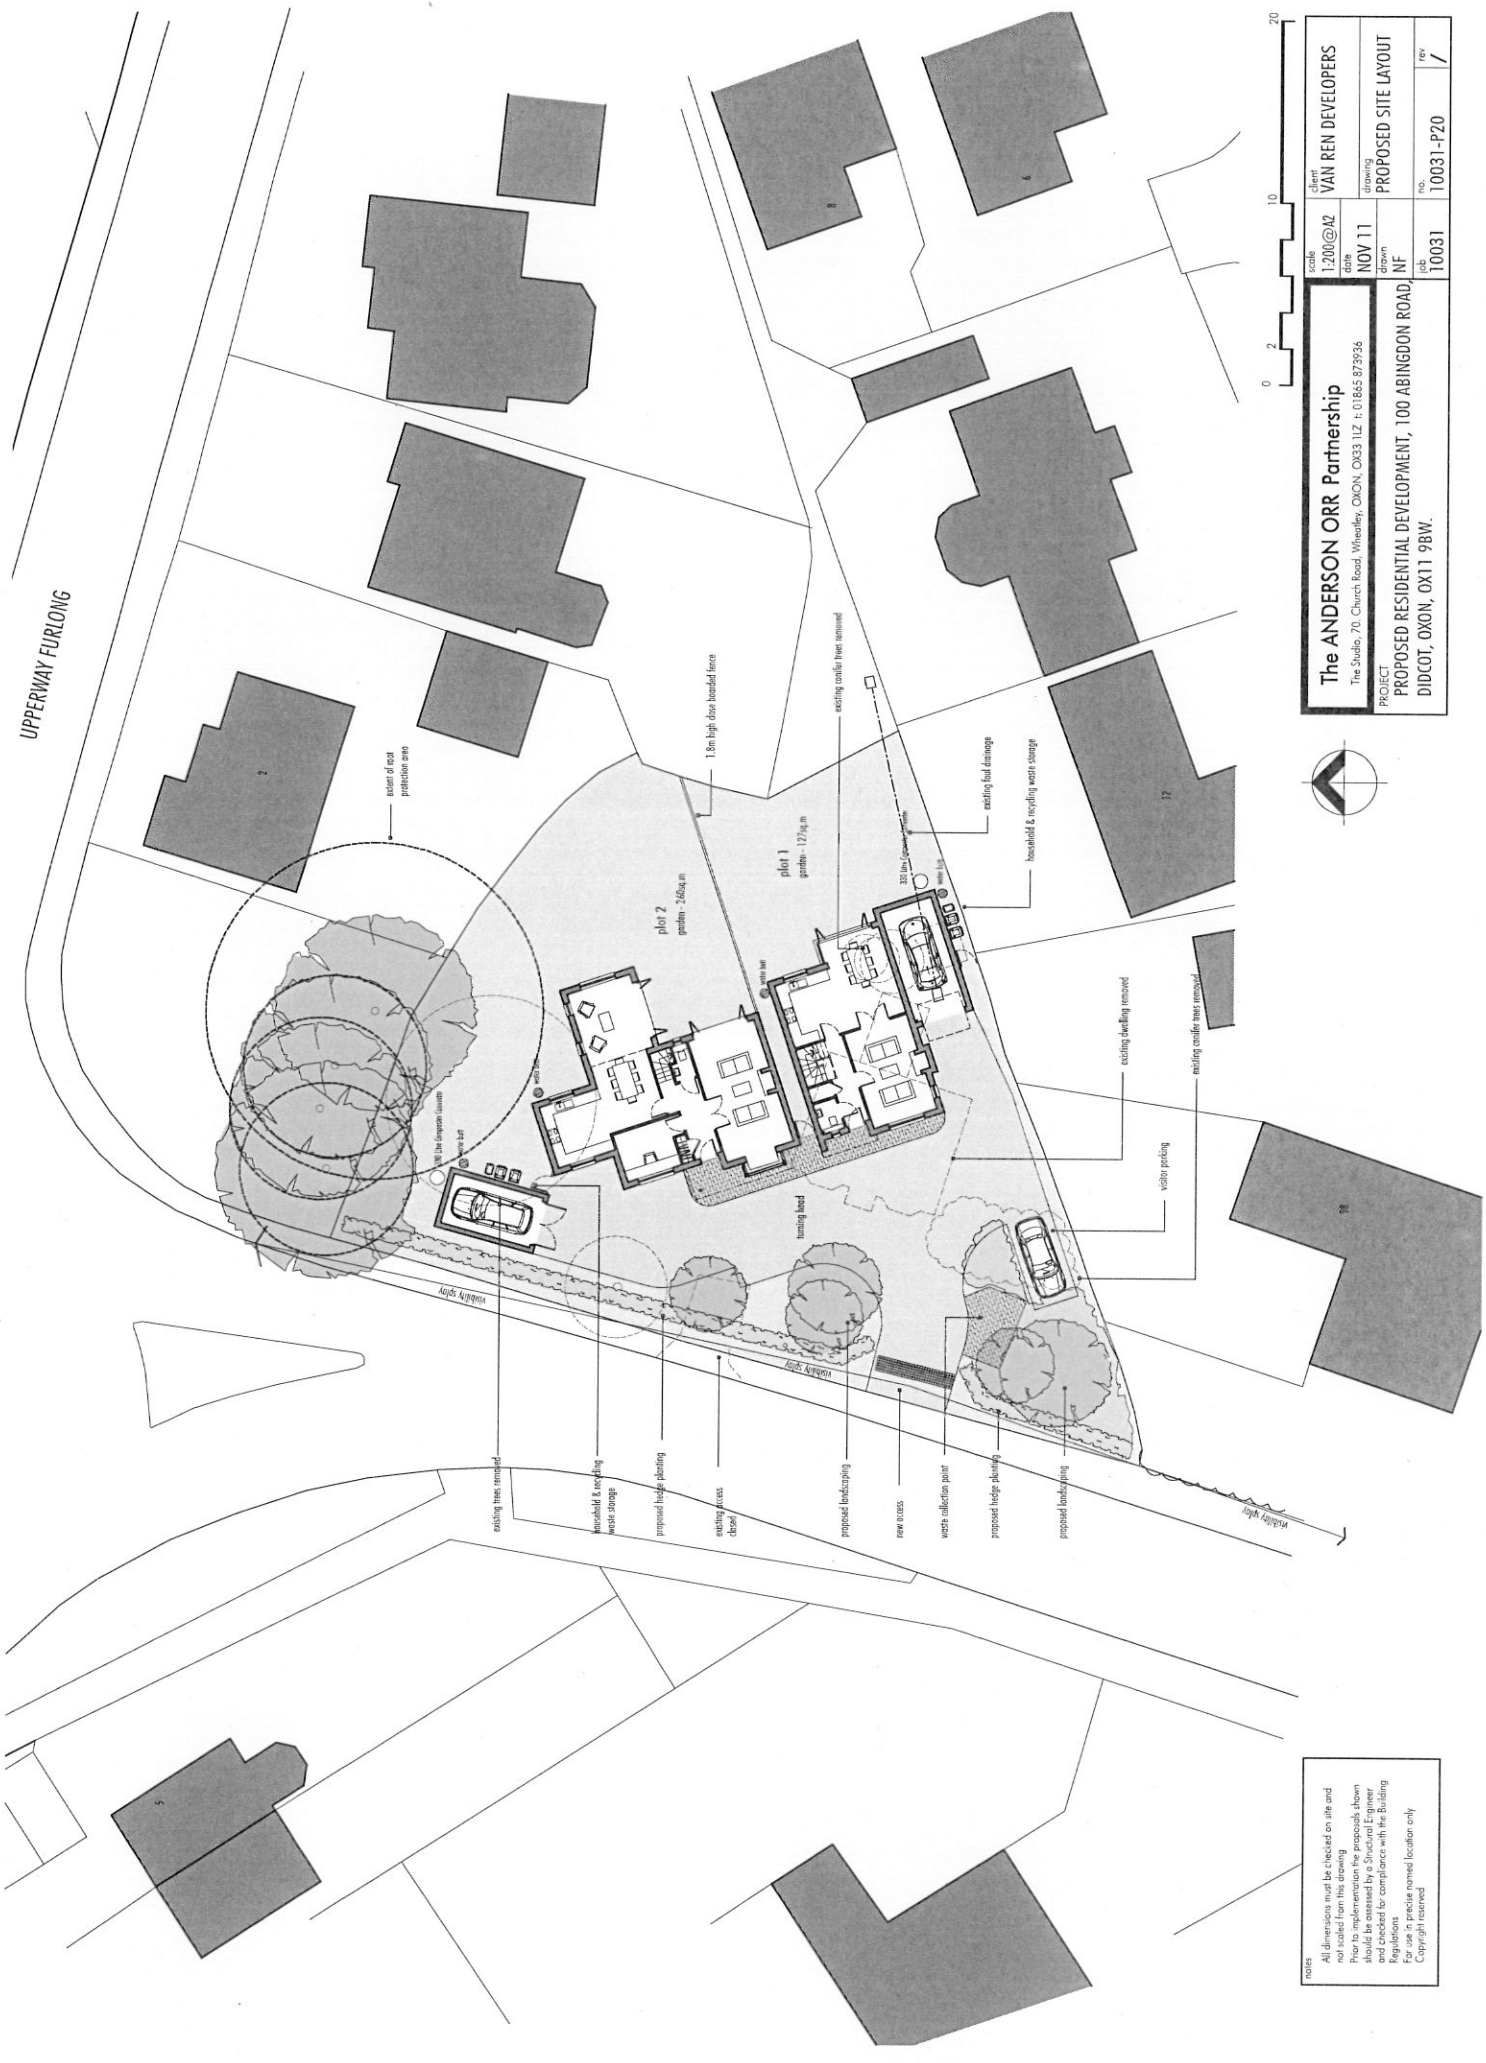 UPPERWAY FURLONG
2
extent of root
protection area
1.8m high close boarded fence
existing conifer trees removed
plot 2
garden - 260sq.m
plot 1
garden - 127sq.m
existing foul drainage
household & recycling waste storage
water butt
water butt
water butt
turning head
existing dwelling removed
existing conifer trees removed
visitor parking
visibility splay
visibility splay
visibility splay
existing trees removed
household & recycling
waste storage
proposed hedge planting
existing access
closed
proposed landscaping
new access
waste collection point
proposed hedge planting
proposed landscaping
8
6
12
98
5
0 2 10 20
The ANDERSON ORR Partnership
The Studio, 70. Church Road, Wheatley, OXON, OX33 1LZ t: 01865 873936
PROJECT
PROPOSED RESIDENTIAL DEVELOPMENT, 100 ABINGDON ROAD,
DIDCOT, OXON, OX11 9BW.
scale
1:200@A2
client
VAN REN DEVELOPERS
date
NOV 11
drawn
NF
drawing
PROPOSED SITE LAYOUT
job
10031
no.
10031-P20
rev
/
notes
All dimensions must be checked on site and
not scaled from this drawing
Prior to implementation the proposals shown
should be assessed by a Structural Engineer
and checked for compliance with the Building
Regulations
For use in precise named location only
Copyright reserved